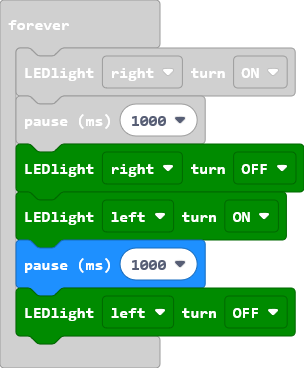 forever
LEDlight right turn ON
pause (ms) 1000
LEDlight right turn OFF
LEDlight left turn ON
pause (ms) 1000
LEDlight left turn OFF